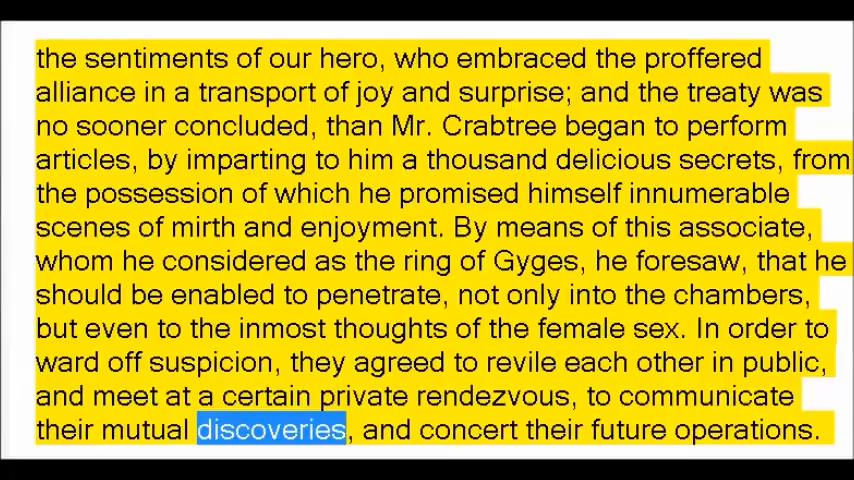 the sentiments of our hero, who embraced the proffered
alliance in a transport of joy and surprise; and the treaty was
no sooner concluded, than Mr. Crabtree began to perform
articles, by imparting to him a thousand delicious secrets, from
the possession of which he promised himself innumerable
scenes of mirth and enjoyment. By means of this associate,
whom he considered as the ring of Gyges, he foresaw, that he
should be enabled to penetrate, not only into the chambers,
but even to the inmost thoughts of the female sex. In order to
ward off suspicion, they agreed to revile each other in public,
and meet at a certain private rendezvous, to communicate
their mutual discoveries, and concert their future operations.